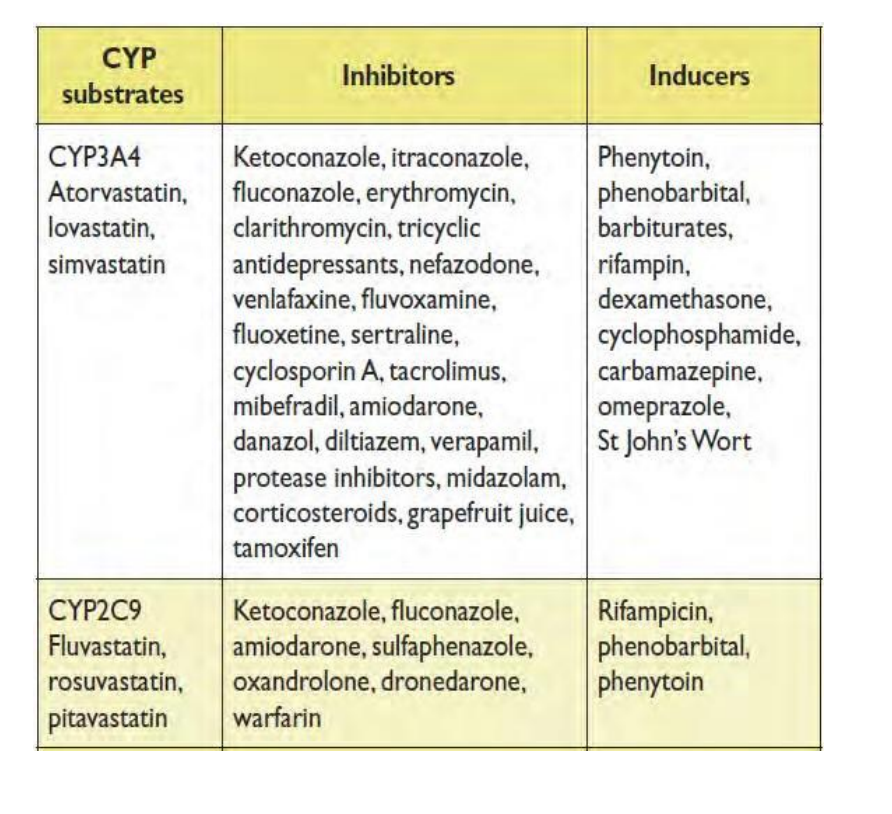 CYP
substrates
Inhibitors
Inducers
CYP3A4
Atorvastatin,
lovastatin,
simvastatin
Ketoconazole, itraconazole,
fluconazole, erythromycin,
clarithromycin, tricyclic
antidepressants, nefazodone,
venlafaxine, fluvoxamine,
fluoxetine, sertraline,
cyclosporin A, tacrolimus,
mibefradil, amiodarone,
danazol, diltiazem, verapamil,
protease inhibitors, midazolam,
corticosteroids, grapefruit juice,
tamoxifen
Phenytoin,
phenobarbital,
barbiturates,
rifampin,
dexamethasone,
cyclophosphamide,
carbamazepine,
omeprazole,
St John's Wort
CYP2C9
Fluvastatin,
rosuvastatin,
pitavastatin
Ketoconazole, fluconazole,
amiodarone, sulfaphenazole,
oxandrolone, dronedarone,
warfarin
Rifampicin,
phenobarbital,
phenytoin